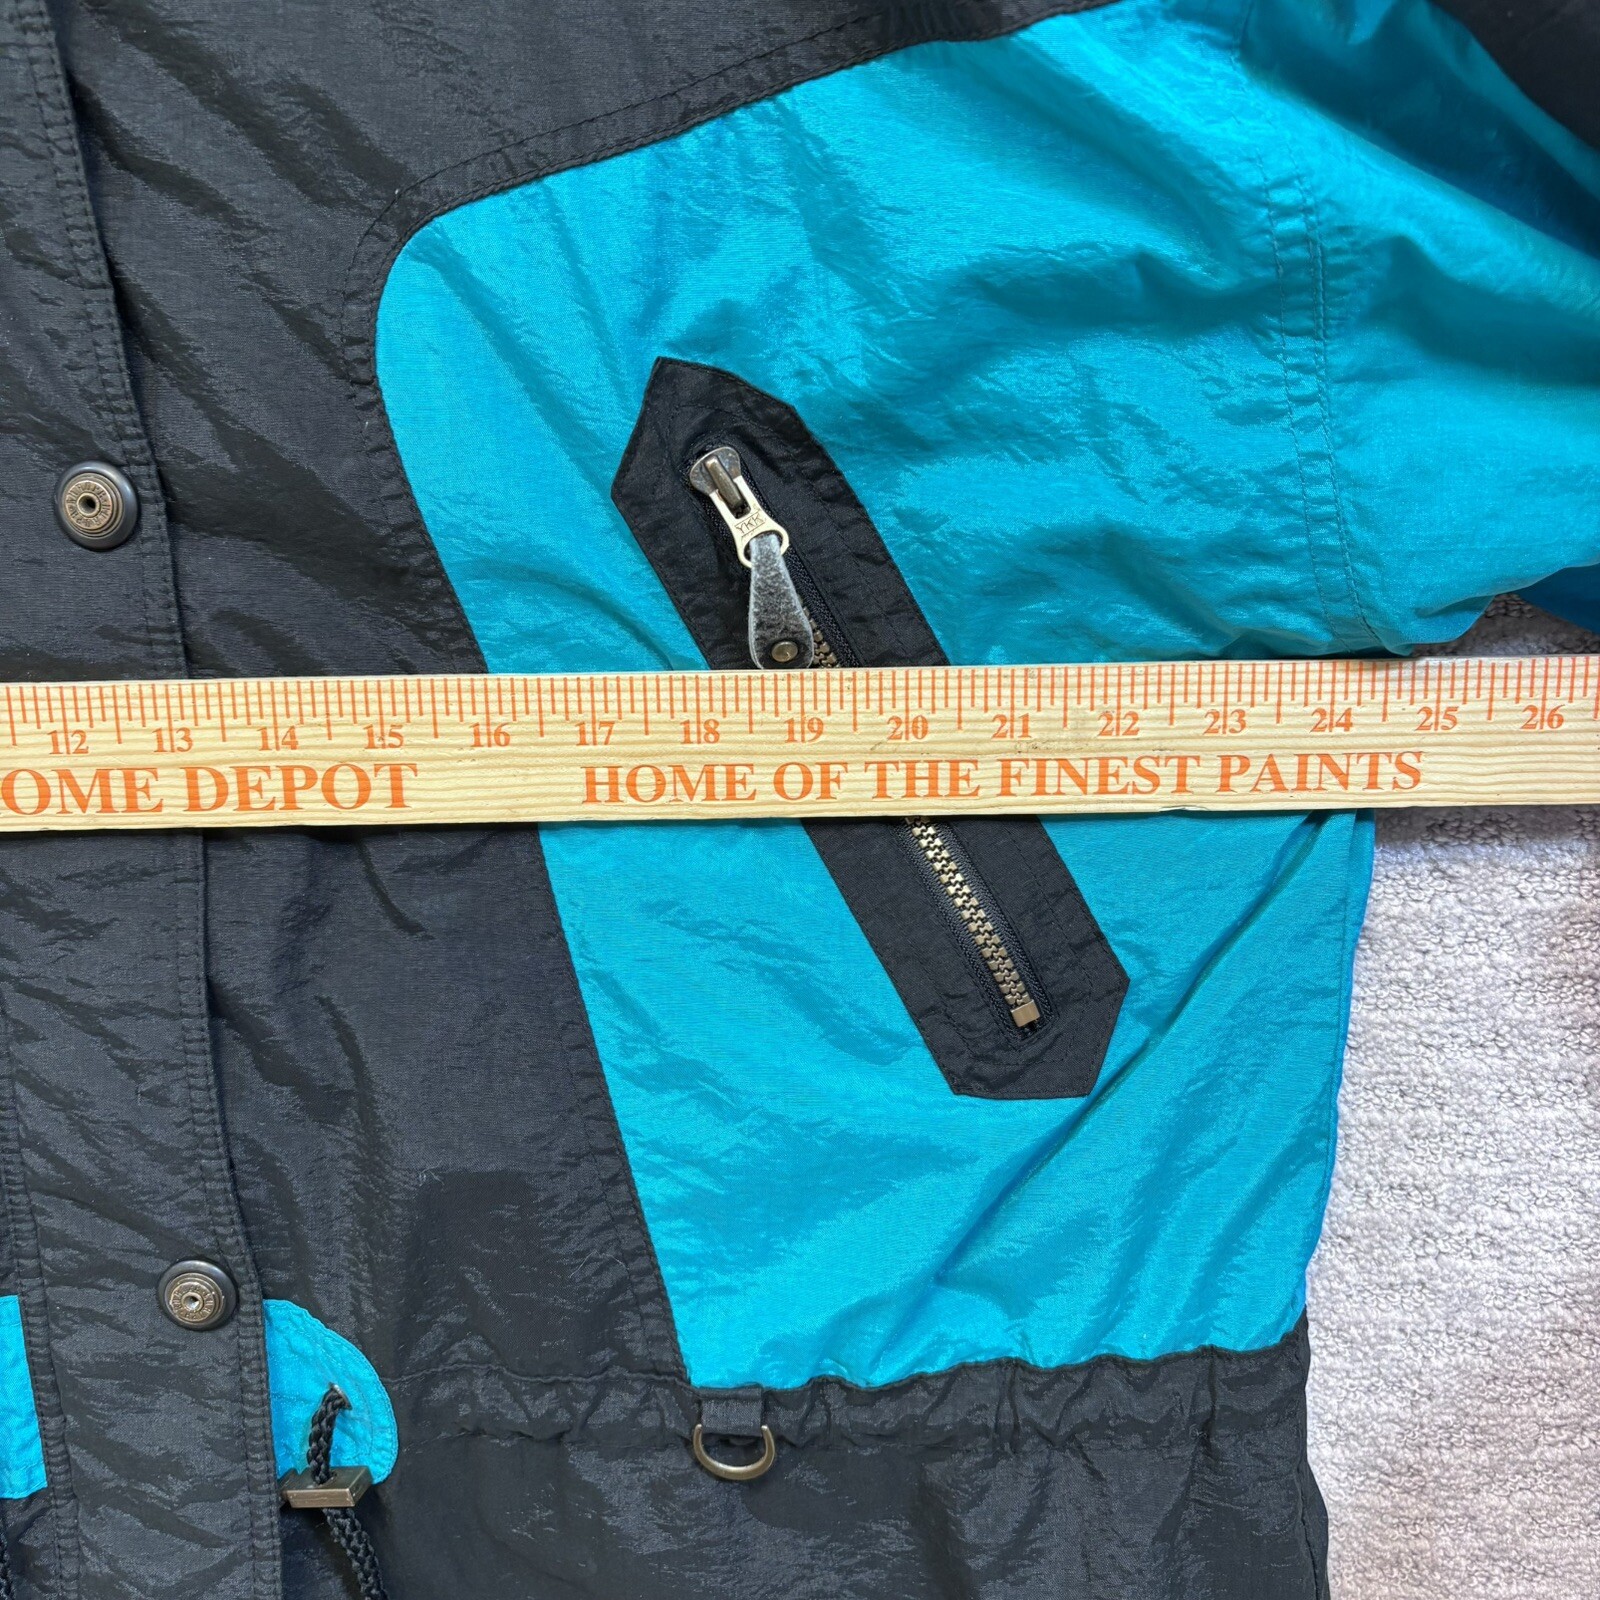 YKK
12 13 14 15 16 17 18 19 20 21 22 23 24 25 26
OME DEPOT HOME OF THE FINEST PAINTS